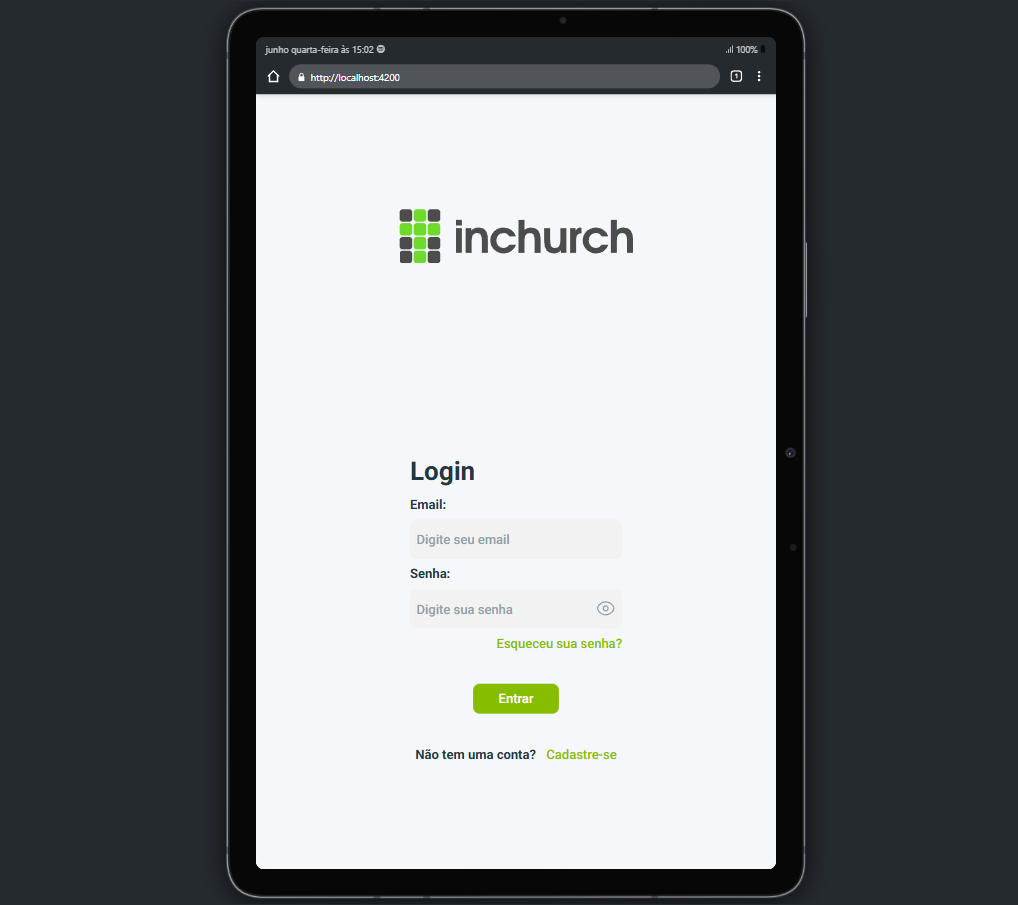 junho quarta-feira às 15:02
100%
http://localhost:4200
1
inchurch
Login
Email:
Digite seu email
Senha:
Digite sua senha
Esqueceu sua senha?
Entrar
Não tem uma conta? Cadastre-se